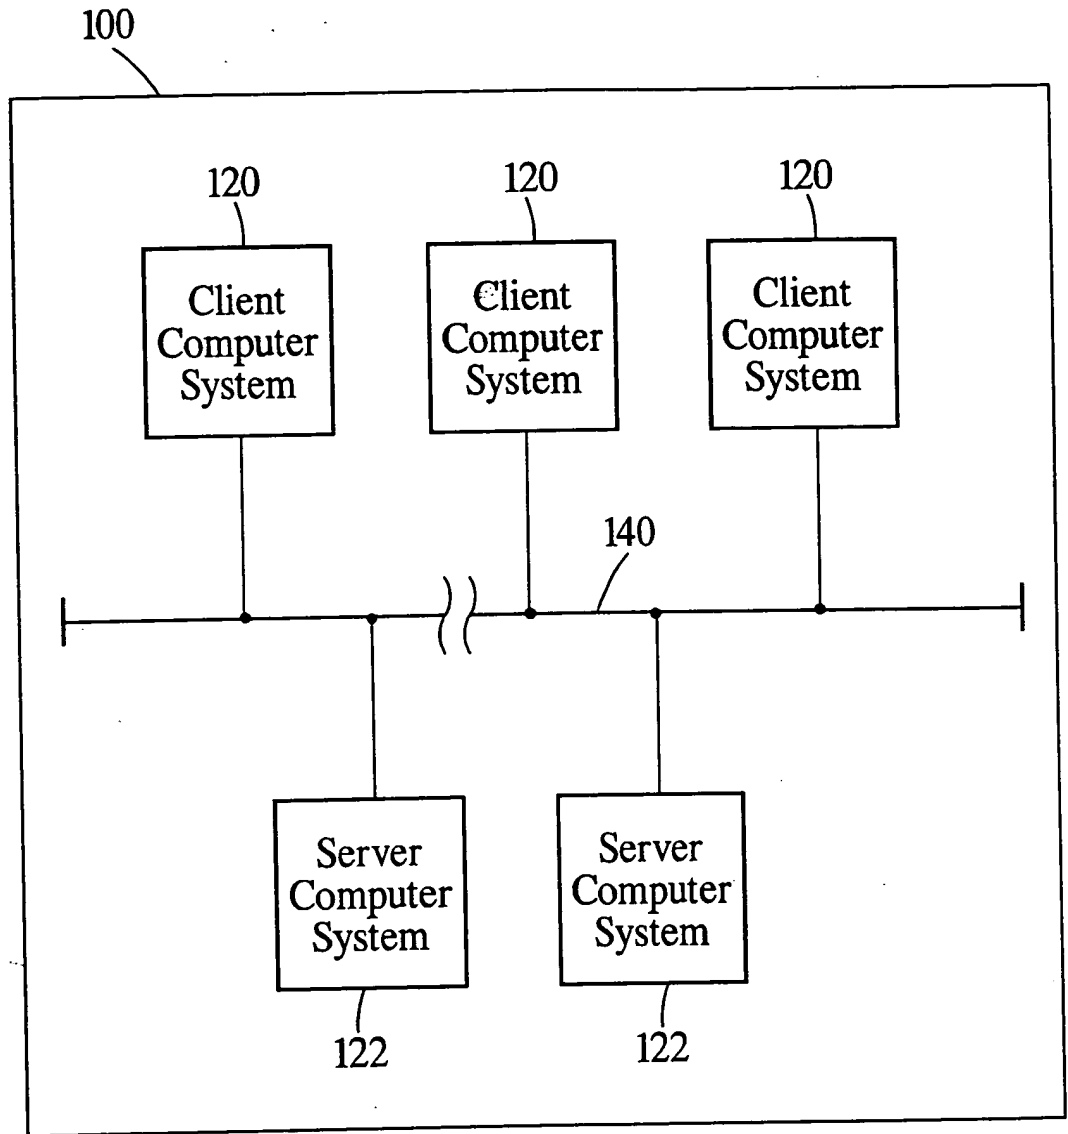 100
120
120
120
Client
Computer
System
Client
Computer
System
Client
Computer
System
140
Server
Computer
System
Server
Computer
System
122
122